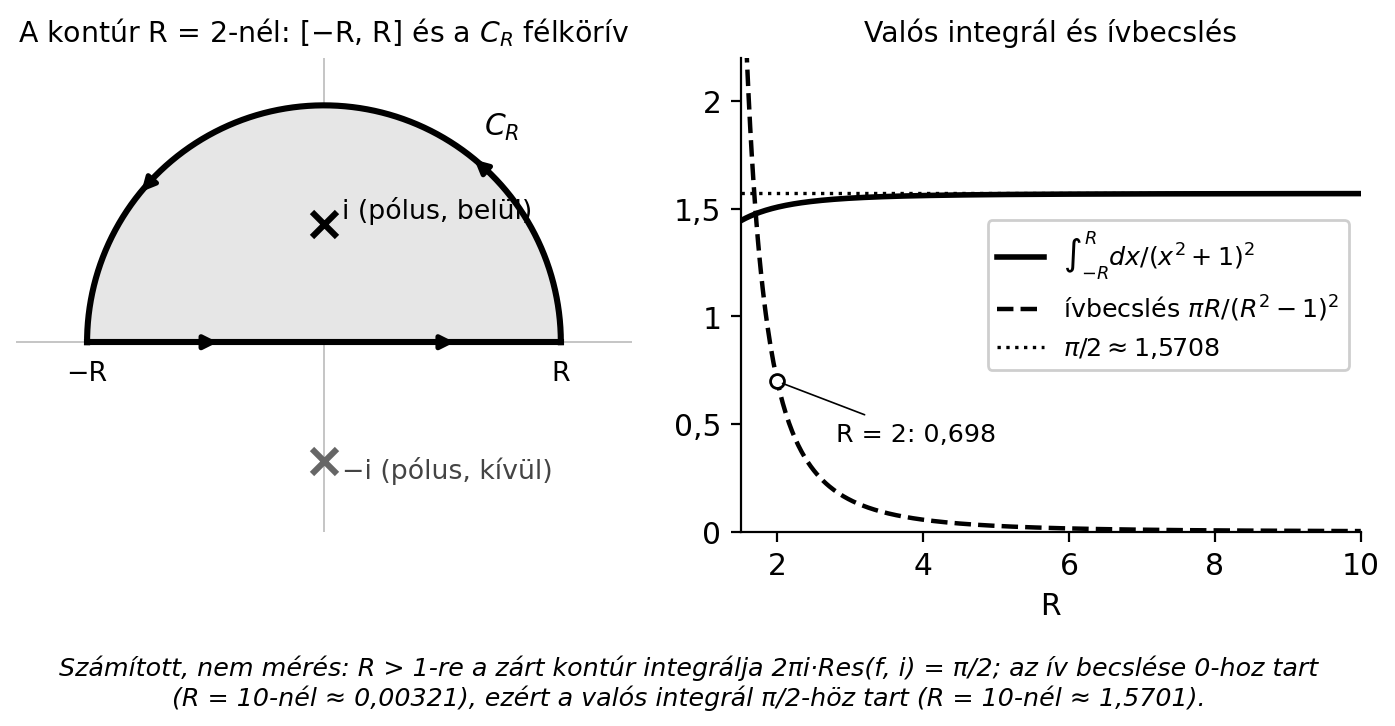 A kontúr R = 2-nél: [−R, R] és a C_R félkörív
C_R
i (pólus, belül)
−R
R
−i (pólus, kívül)
Valós integrál és ívbecslés
2
1,5
1
0,5
0
∫_{−R}^{R} dx/(x² + 1)²
ívbecslés πR/(R² − 1)²
π/2 ≈ 1,5708
R = 2: 0,698
2 4 6 8 10
R
Számított, nem mérés: R > 1-re a zárt kontúr integrálja 2πi·Res(f, i) = π/2; az ív becslése 0-hoz tart
(R = 10-nél ≈ 0,00321), ezért a valós integrál π/2-höz tart (R = 10-nél ≈ 1,5701).